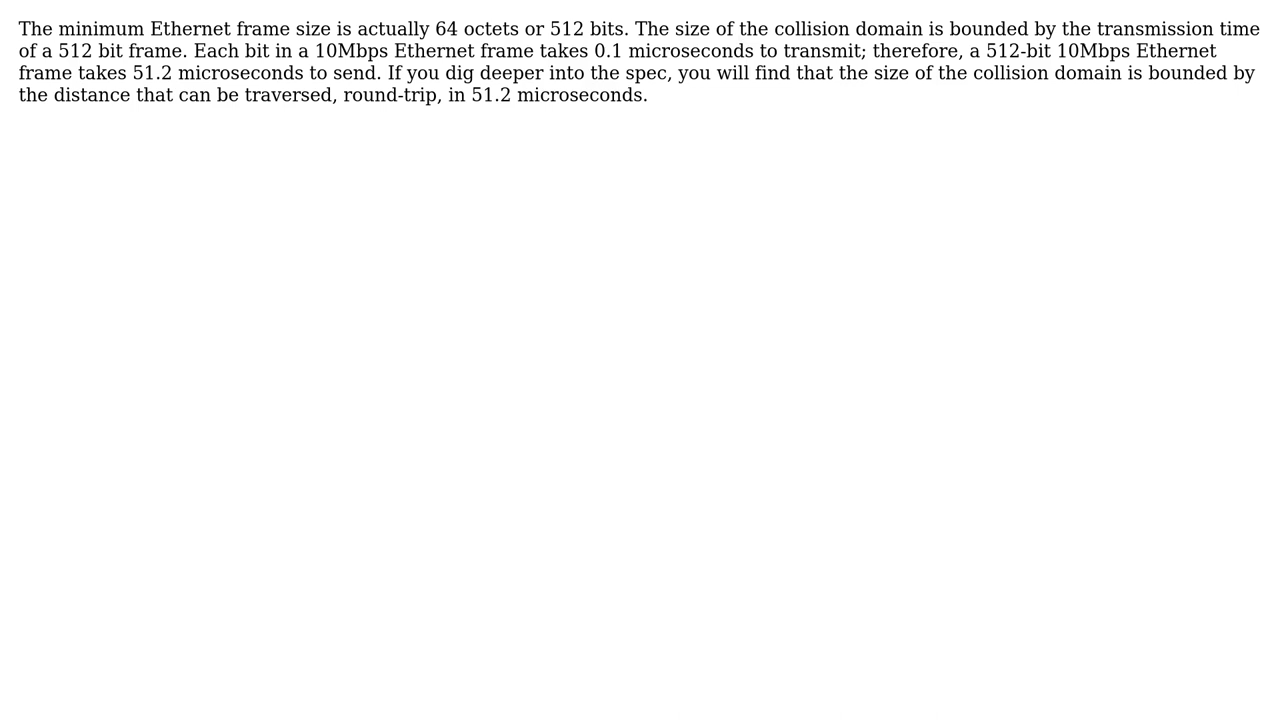 The minimum Ethernet frame size is actually 64 octets or 512 bits. The size of the collision domain is bounded by the transmission time
of a 512 bit frame. Each bit in a 10Mbps Ethernet frame takes 0.1 microseconds to transmit; therefore, a 512-bit 10Mbps Ethernet
frame takes 51.2 microseconds to send. If you dig deeper into the spec, you will find that the size of the collision domain is bounded by
the distance that can be traversed, round-trip, in 51.2 microseconds.